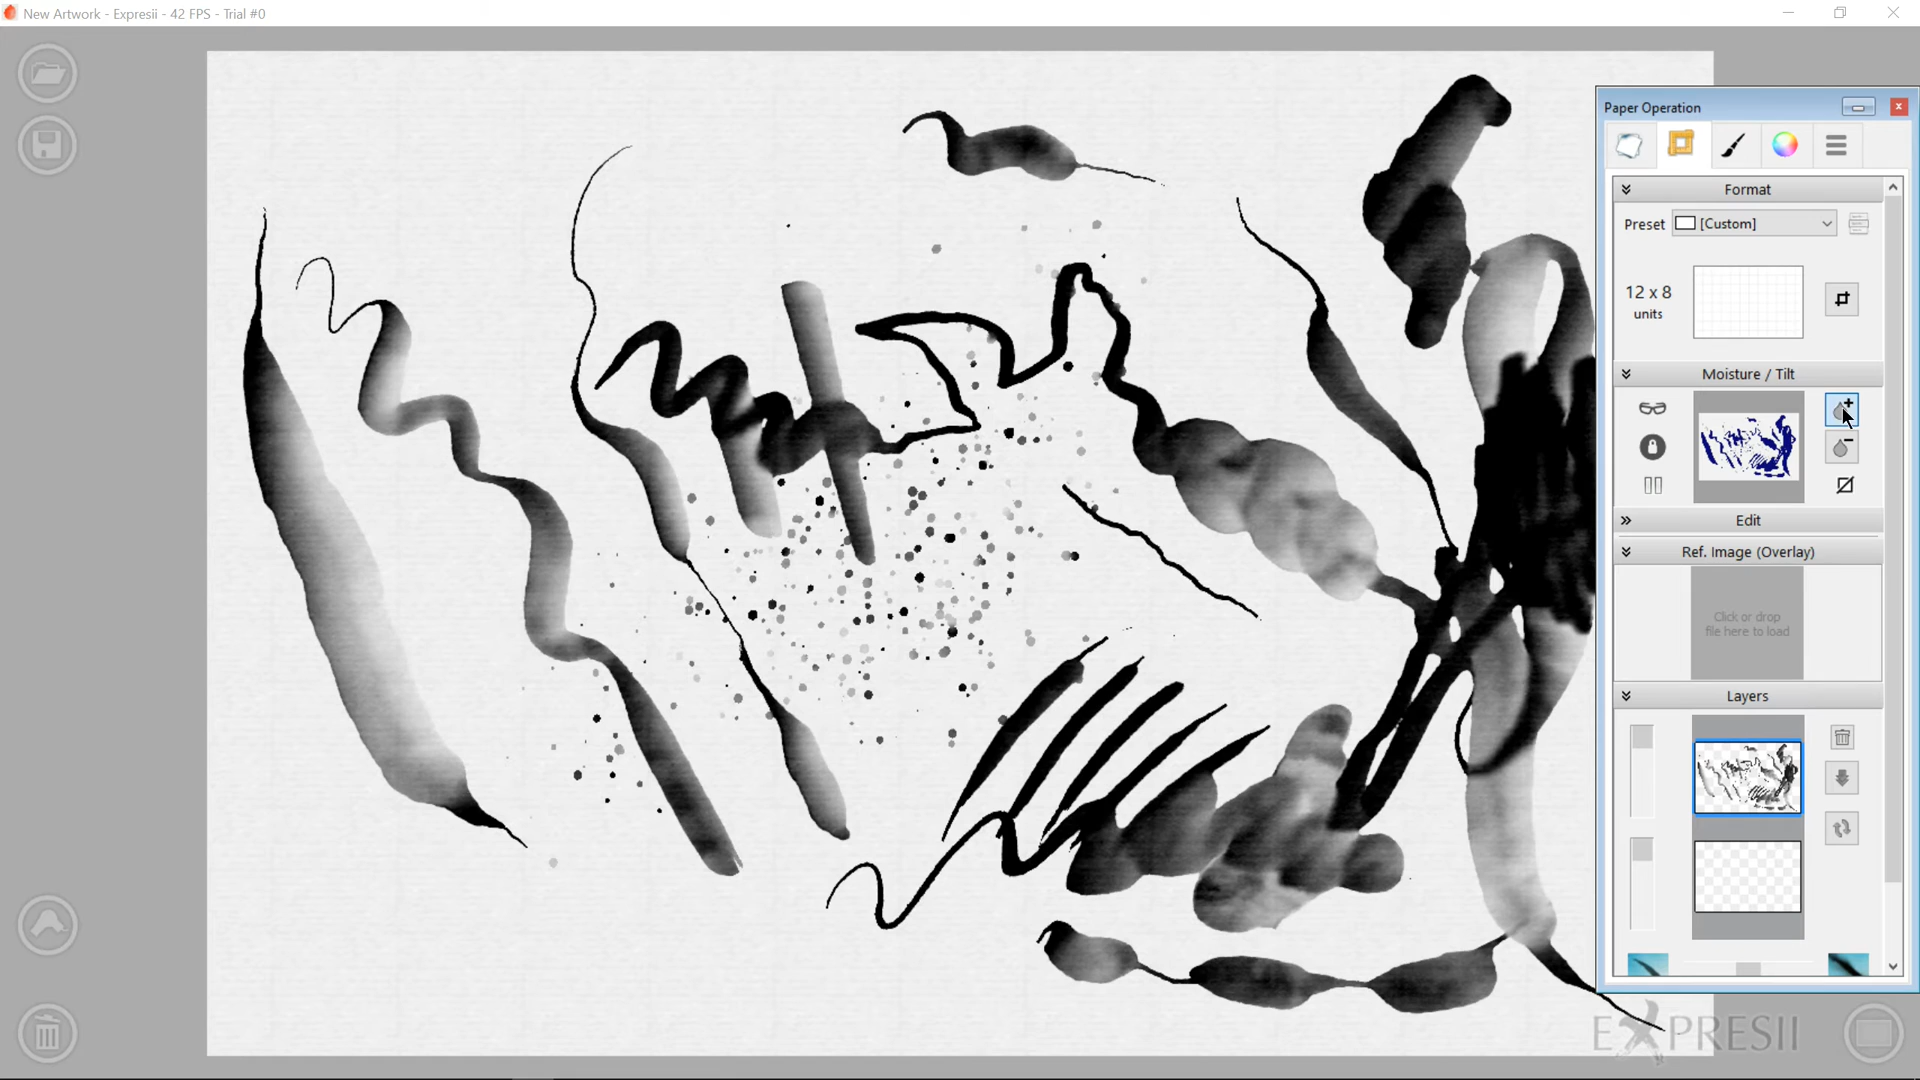 New Artwork - Expresii - 42 FPS - Trial #0
Paper Operation
Format
Preset [Custom]
12 x 8
units
Moisture / Tilt
Edit
Ref. Image (Overlay)
Click or drop
file here to load
Layers
EXPRESII